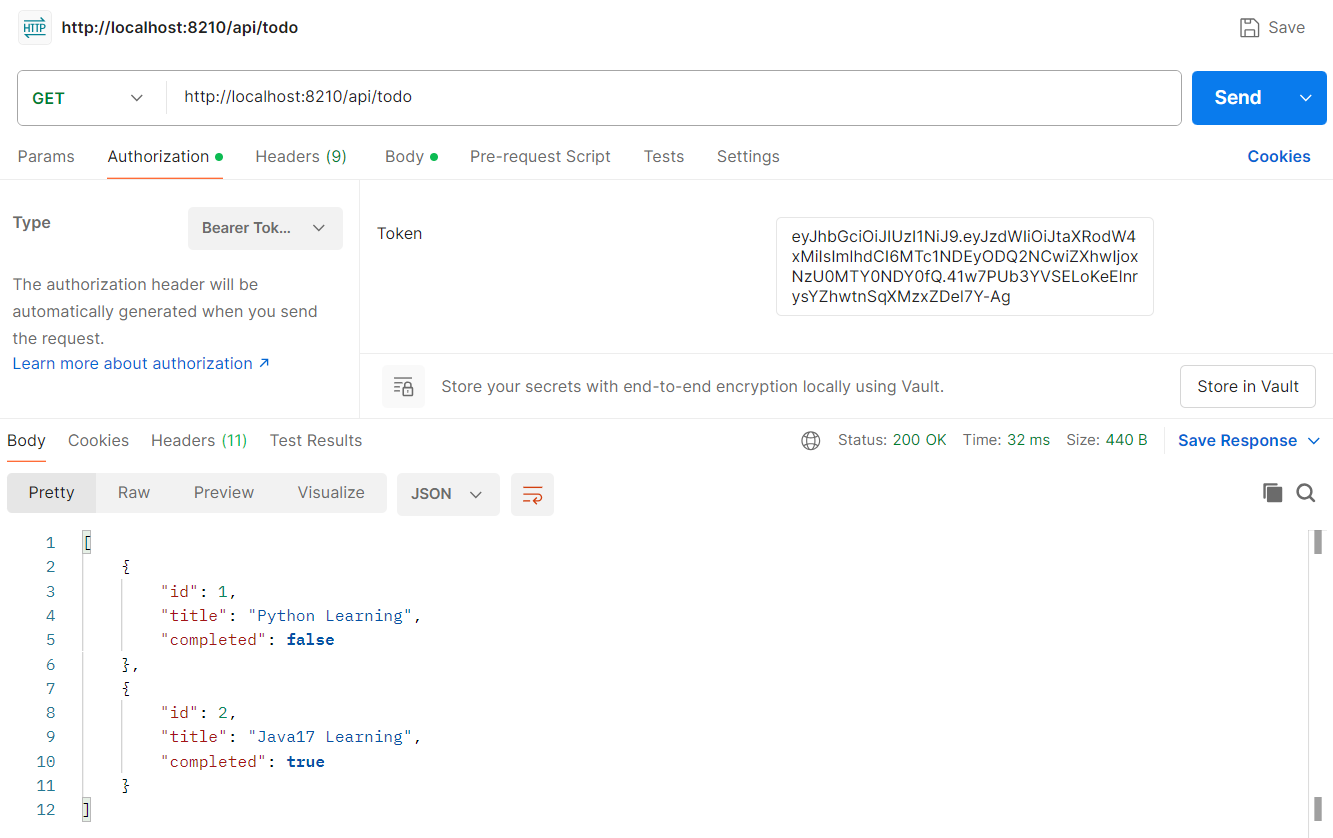 HTTP http://localhost:8210/api/todo Save
GET http://localhost:8210/api/todo Send
Params Authorization Headers (9) Body Pre-request Script Tests Settings Cookies
Type Bearer Tok...
The authorization header will be
automatically generated when you send
the request.
Learn more about authorization ↗
Token
eyJhbGciOiJIUzI1NiJ9.eyJzdWIiOiJtaXRodW4
xMiIsImlhdCI6MTc1NDEyODQ2NCwiZXhwIjox
NzU0MTY0NDY0fQ.41w7PUb3YVSELoKeEInr
ysYZhwtnSqXMzxZDel7Y-Ag
Store your secrets with end-to-end encryption locally using Vault. Store in Vault
Body Cookies Headers (11) Test Results Status: 200 OK Time: 32 ms Size: 440 B Save Response
Pretty Raw Preview Visualize JSON
1 [
2 {
3 "id": 1,
4 "title": "Python Learning",
5 "completed": false
6 },
7 {
8 "id": 2,
9 "title": "Java17 Learning",
10 "completed": true
11 }
12 ]